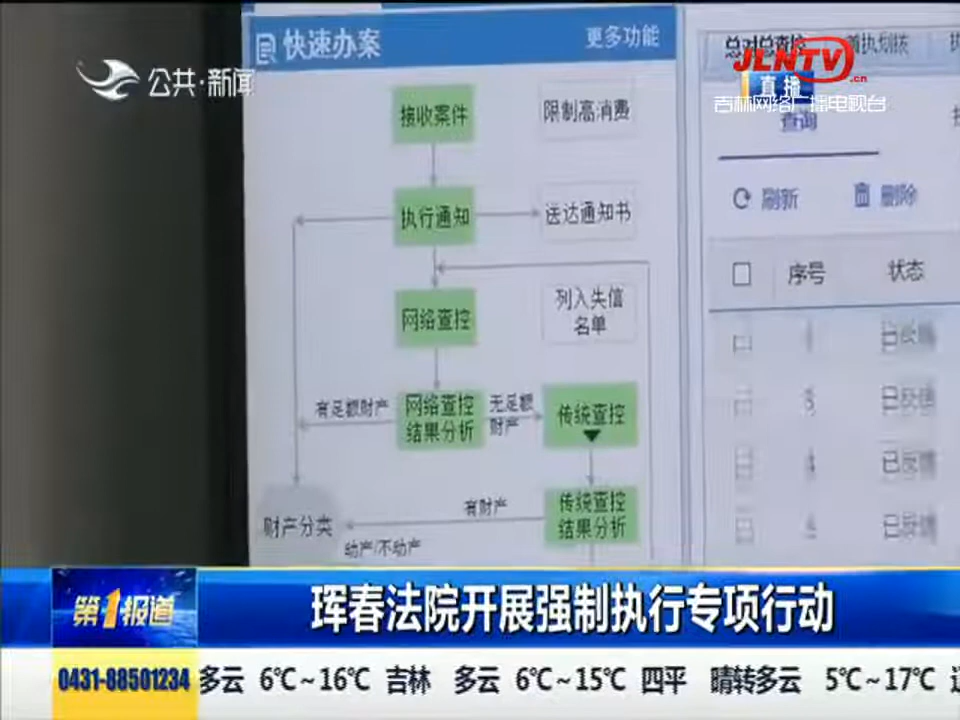 公共·新闻
JLNTV.cn
直播
吉林网络广播电视台
快速办案
更多功能
接收案件
限制高消费
执行通知
送达通知书
网络查控
列入失信
名单
有足额财产
网络查控
结果分析
无足额
财产
传统查控
有财产
传统查控
结果分析
财产分类
动产/不动产
总对总查控
查询
刷新
删除
序号
状态
第1报道
珲春法院开展强制执行专项行动
0431-88501234
多云 6℃~16℃ 吉林 多云 6℃~15℃ 四平 晴转多云 5℃~17℃